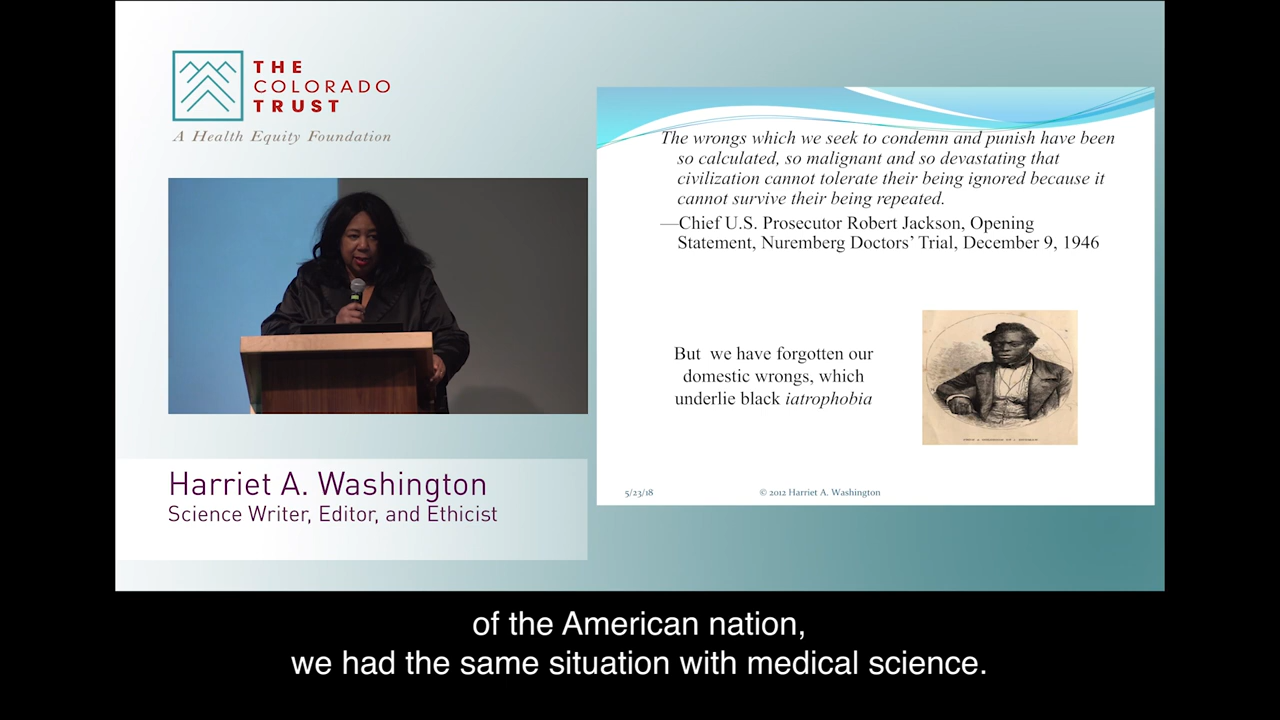 THE
COLORADO
TRUST
A Health Equity Foundation
The wrongs which we seek to condemn and punish have been
so calculated, so malignant and so devastating that
civilization cannot tolerate their being ignored because it
cannot survive their being repeated.
—Chief U.S. Prosecutor Robert Jackson, Opening
Statement, Nuremberg Doctors' Trial, December 9, 1946
But we have forgotten our
domestic wrongs, which
underlie black iatrophobia
5/23/18
© 2012 Harriet A. Washington
Harriet A. Washington
Science Writer, Editor, and Ethicist
of the American nation,
we had the same situation with medical science.